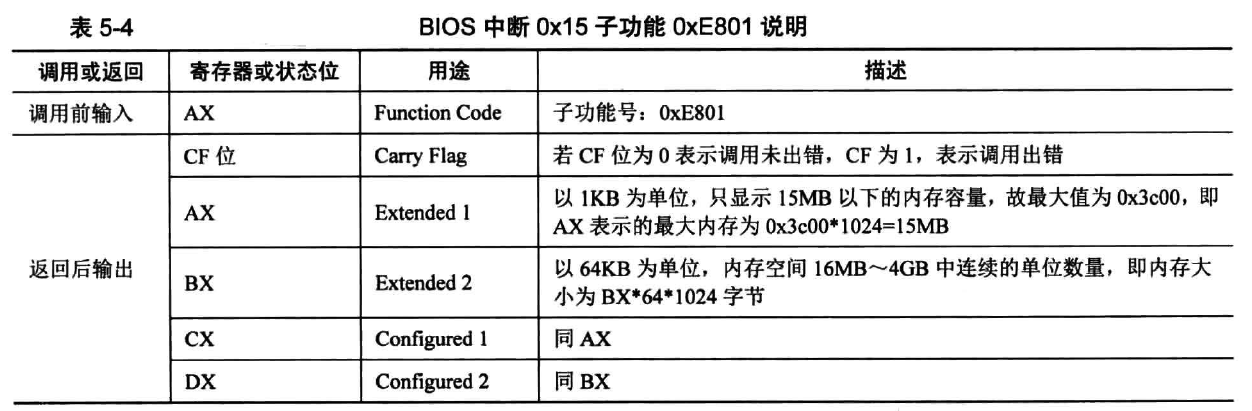 表 5-4 BIOS 中断 0x15 子功能 0xE801 说明
调用或返回 寄存器或状态位 用途 描述
调用前输入 AX Function Code 子功能号：0xE801
返回后输出
CF 位 Carry Flag 若 CF 位为 0 表示调用未出错，CF 为 1，表示调用出错
AX Extended 1 以 1KB 为单位，只显示 15MB 以下的内存容量，故最大值为 0x3c00，即
AX 表示的最大内存为 0x3c00*1024=15MB
BX Extended 2 以 64KB 为单位，内存空间 16MB～4GB 中连续的单位数量，即内存大
小为 BX*64*1024 字节
CX Configured 1 同 AX
DX Configured 2 同 BX